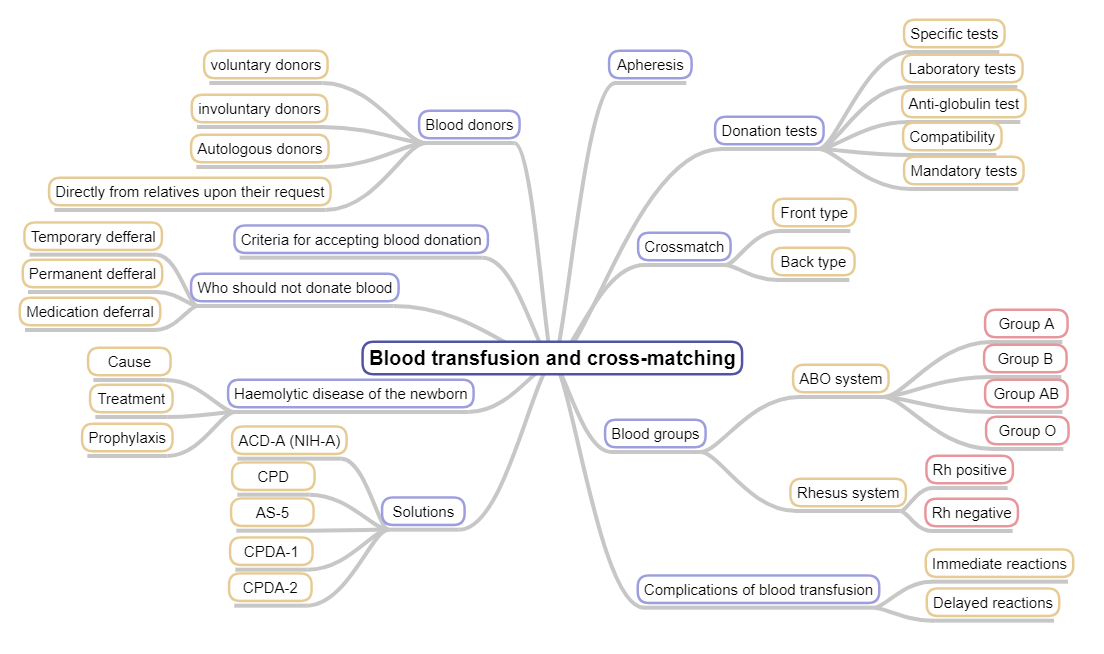 Blood transfusion and cross-matching
Blood donors
voluntary donors
involuntary donors
Autologous donors
Directly from relatives upon their request
Criteria for accepting blood donation
Who should not donate blood
Temporary defferal
Permanent defferal
Medication deferral
Haemolytic disease of the newborn
Cause
Treatment
Prophylaxis
Solutions
ACD-A (NIH-A)
CPD
AS-5
CPDA-1
CPDA-2
Apheresis
Donation tests
Specific tests
Laboratory tests
Anti-globulin test
Compatibility
Mandatory tests
Crossmatch
Front type
Back type
Blood groups
ABO system
Group A
Group B
Group AB
Group O
Rhesus system
Rh positive
Rh negative
Complications of blood transfusion
Immediate reactions
Delayed reactions